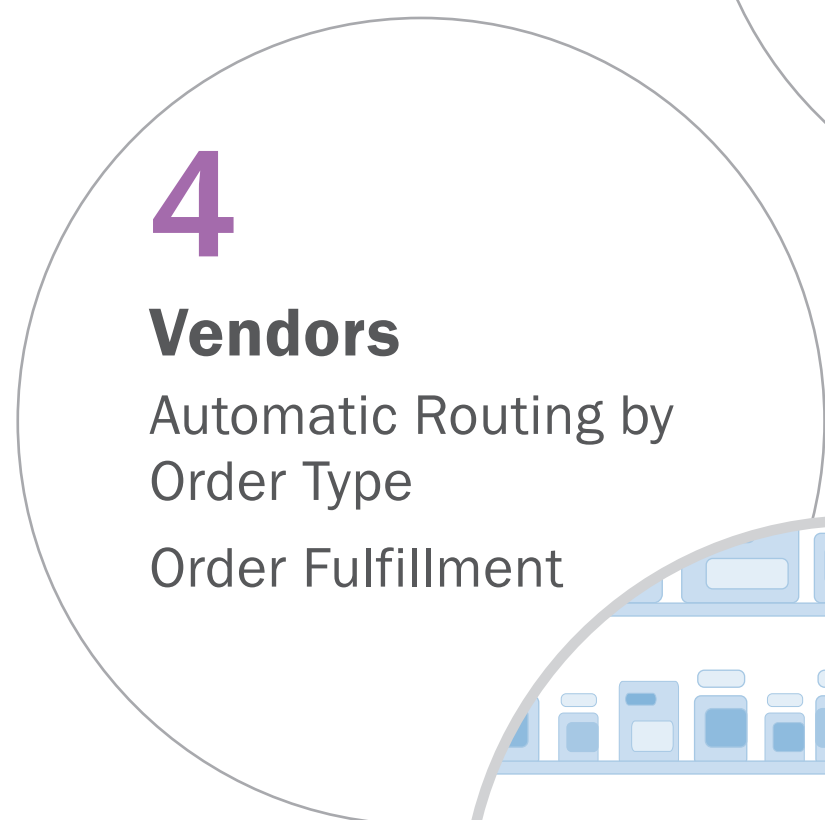 4
Vendors
Automatic Routing by
Order Type
Order Fulfillment